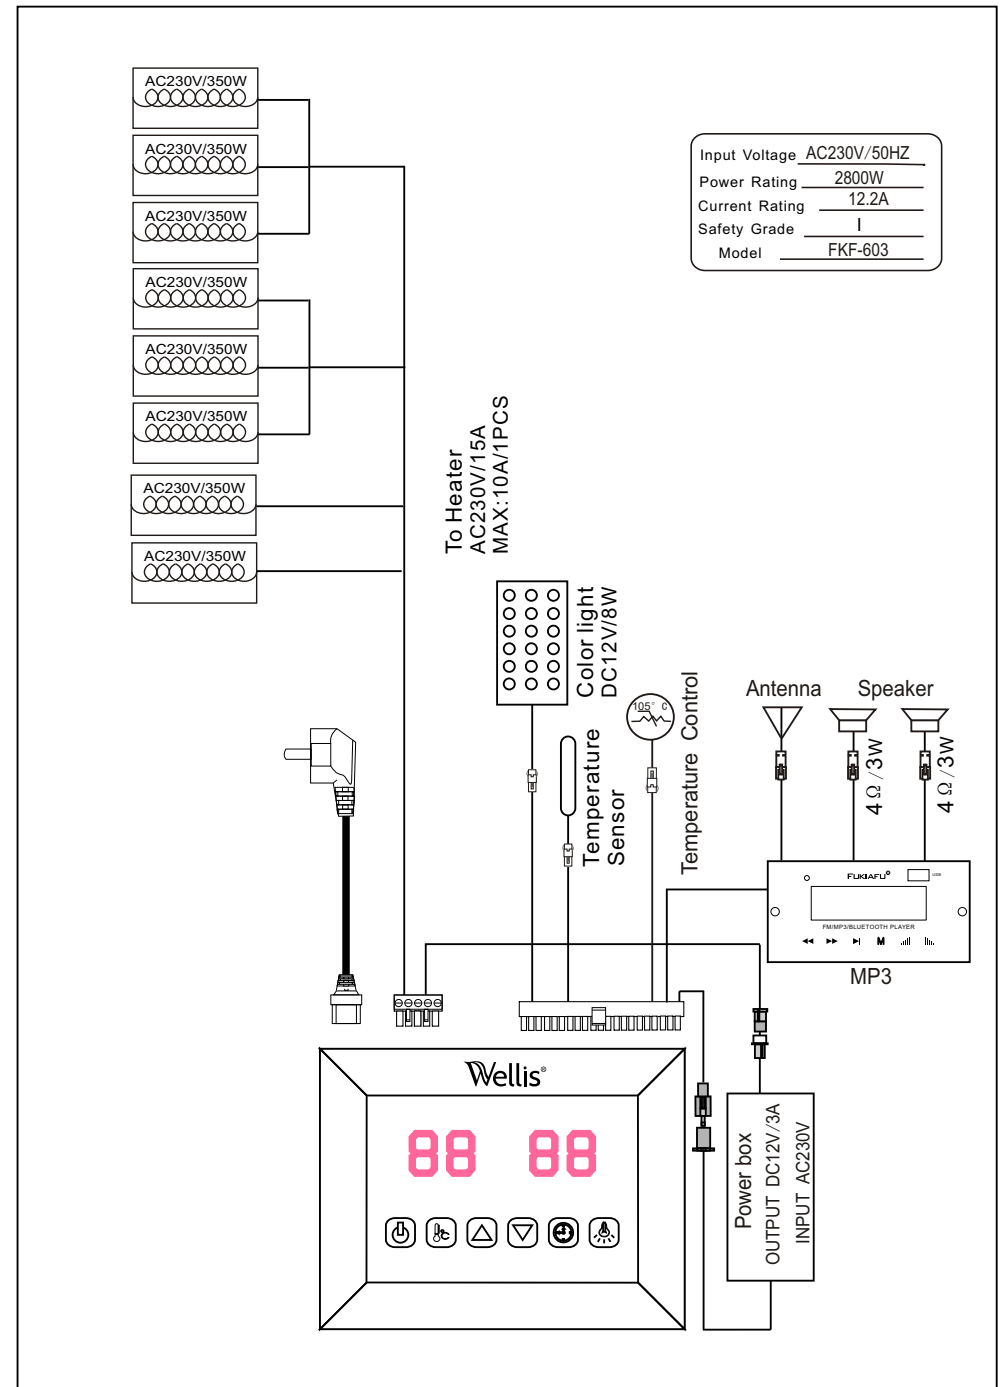 AC230V/350W
AC230V/350W
AC230V/350W
AC230V/350W
AC230V/350W
AC230V/350W
AC230V/350W
AC230V/350W
Input Voltage AC230V/50HZ
Power Rating 2800W
Current Rating 12.2A
Safety Grade I
Model FKF-603
To Heater
AC230V/15A
MAX:10A/1PCS
Color light
DC12V/8W
Temperature
Sensor
105° C
Temperature Control
Antenna
Speaker
4Ω/3W
4Ω/3W
FUKIAFU®
USB
FM/MP3/BLUETOOTH PLAYER
M
MP3
Wellis®
88 88
°C
Power box
OUTPUT DC12V/3A
INPUT AC230V